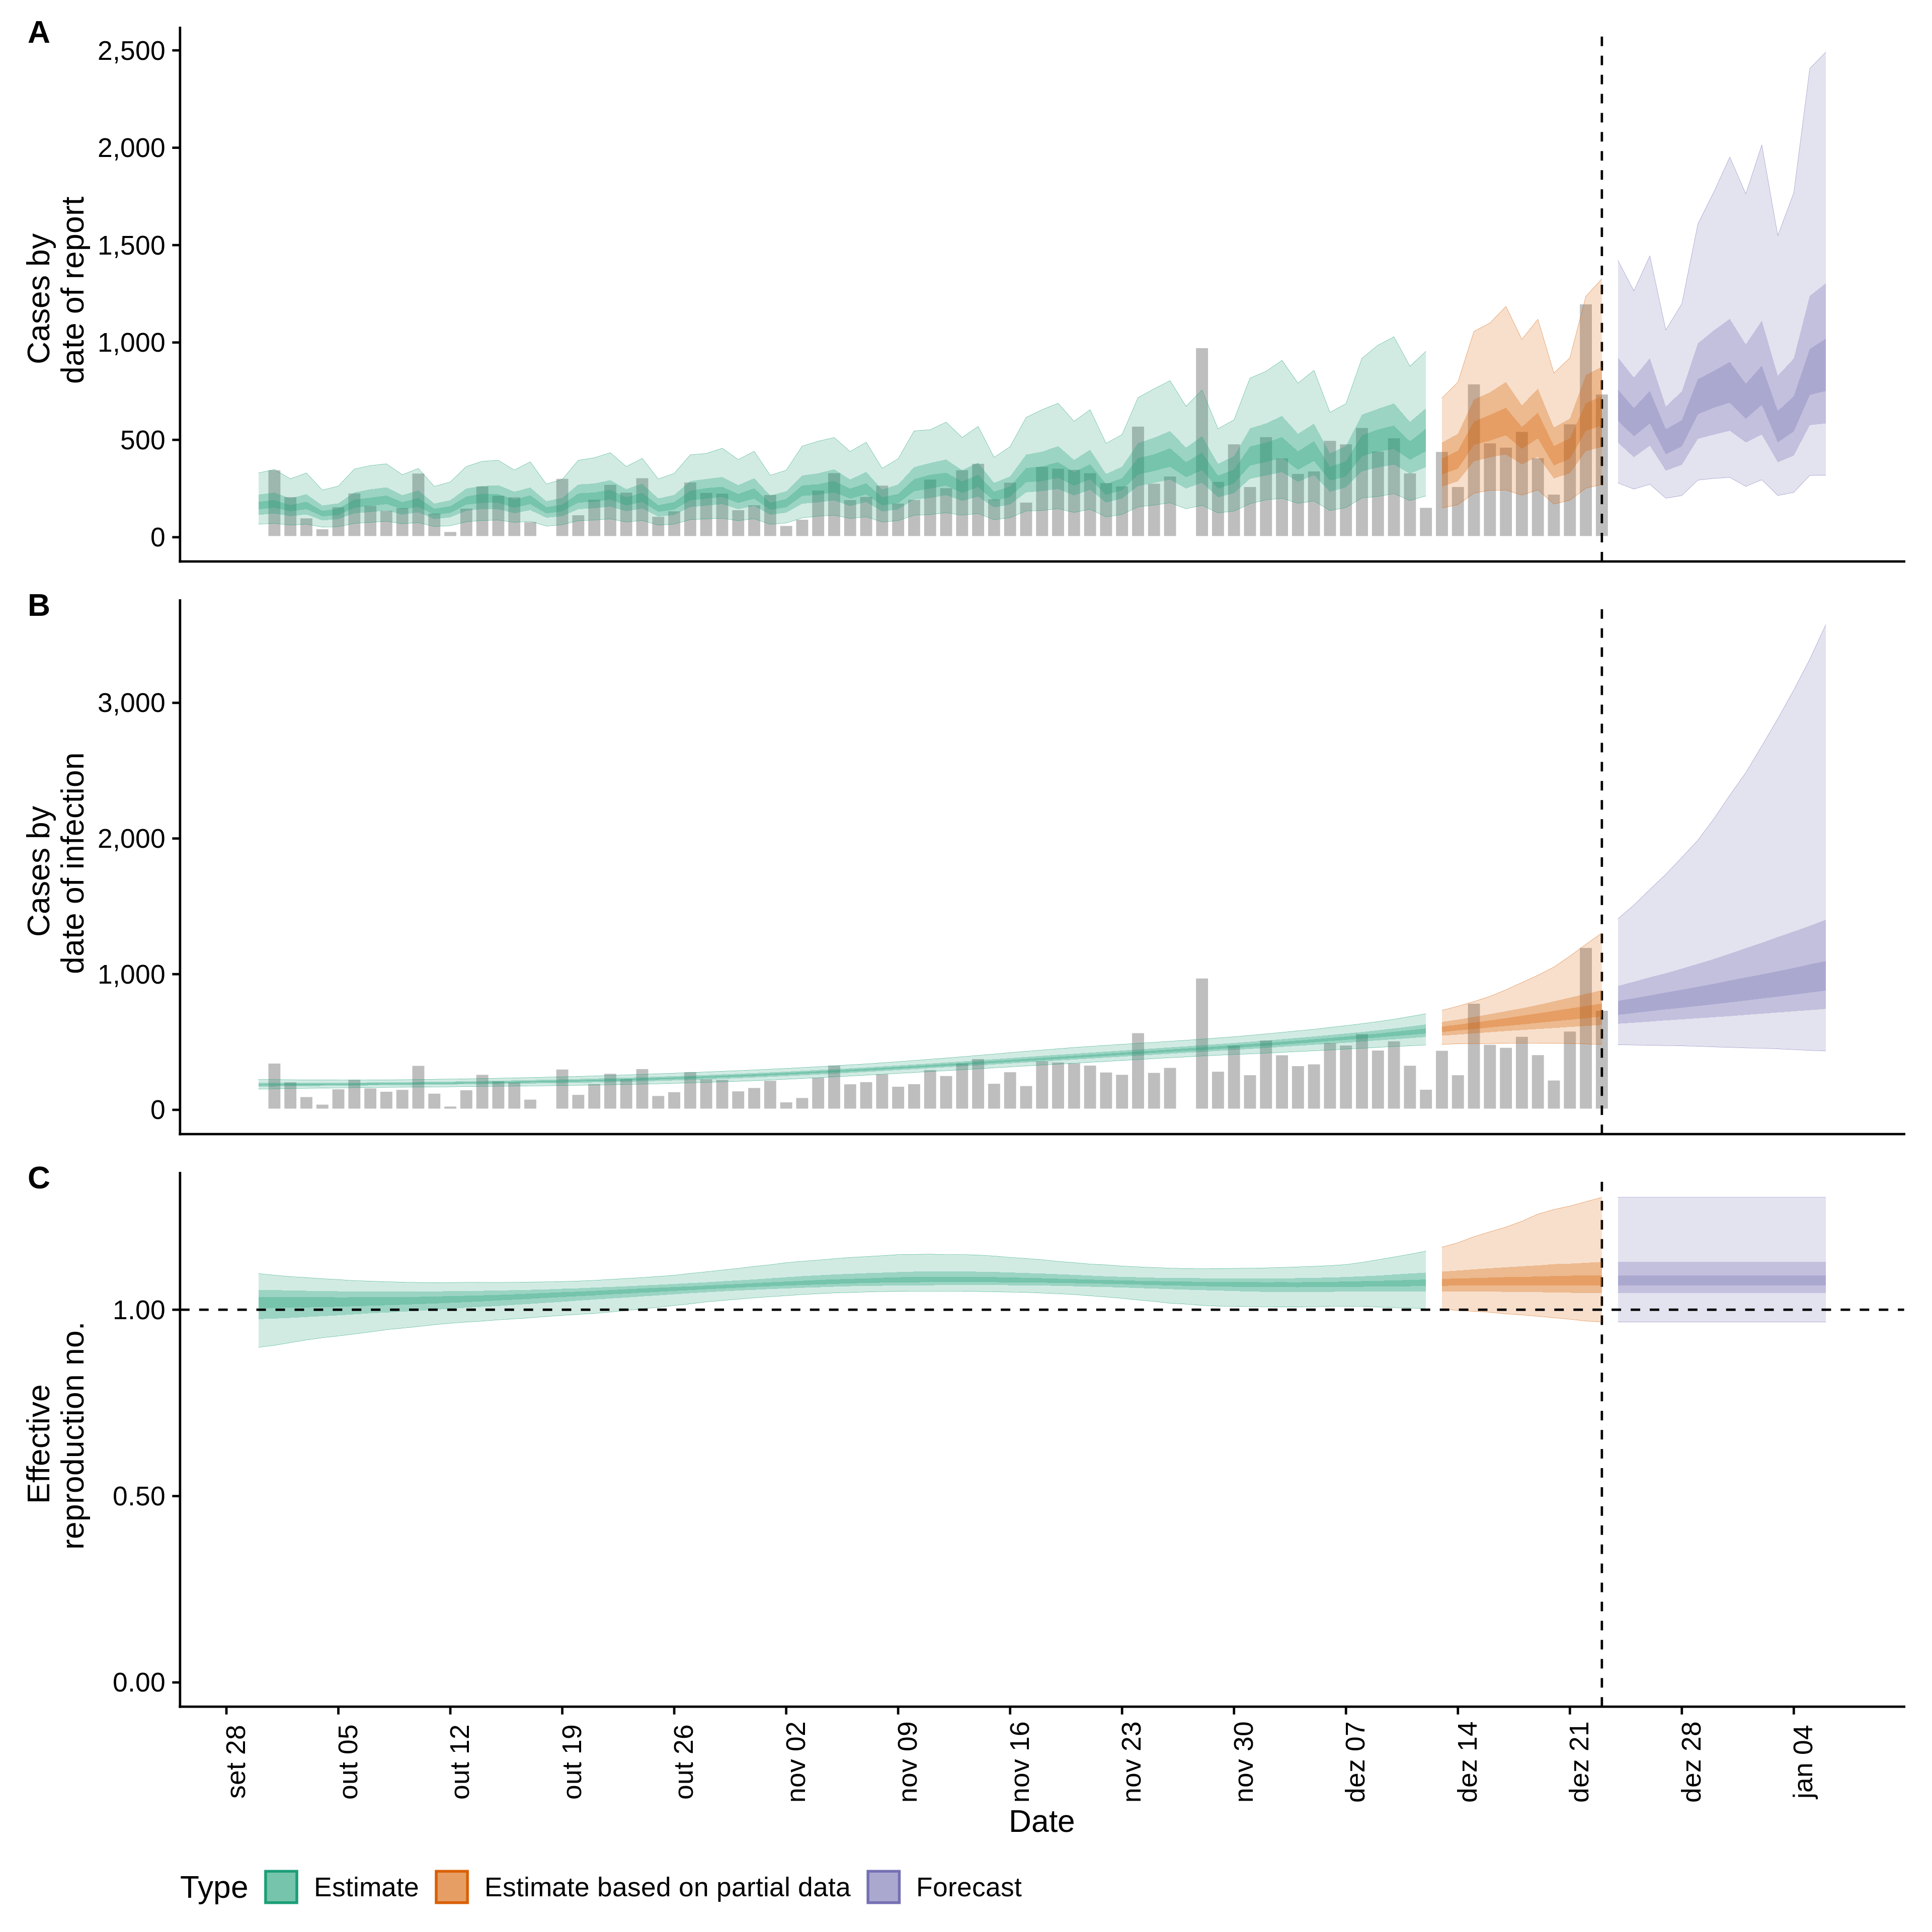 A
Cases by
date of report
2,500
2,000
1,500
1,000
500
0
B
Cases by
date of infection
3,000
2,000
1,000
0
C
Effective
reproduction no.
1.00
0.50
0.00
set 28
out 05
out 12
out 19
out 26
nov 02
nov 09
nov 16
nov 23
nov 30
dez 07
dez 14
dez 21
dez 28
jan 04
Date
Type Estimate Estimate based on partial data Forecast